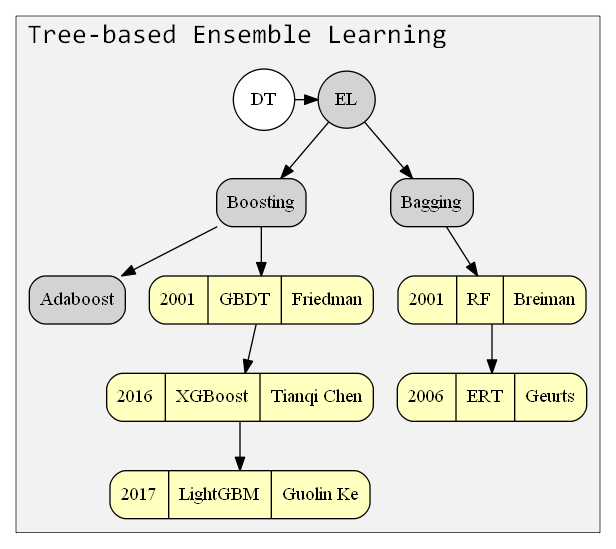 Tree-based Ensemble Learning
DT EL
Boosting Bagging
Adaboost 2001 GBDT Friedman 2001 RF Breiman
2016 XGBoost Tianqi Chen 2006 ERT Geurts
2017 LightGBM Guolin Ke